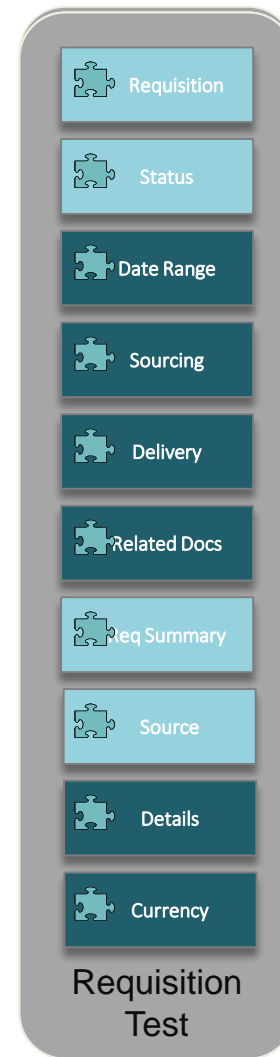 Requisition
Status
Date Range
Sourcing
Delivery
Related Docs
Req Summary
Source
Details
Currency
Requisition
Test